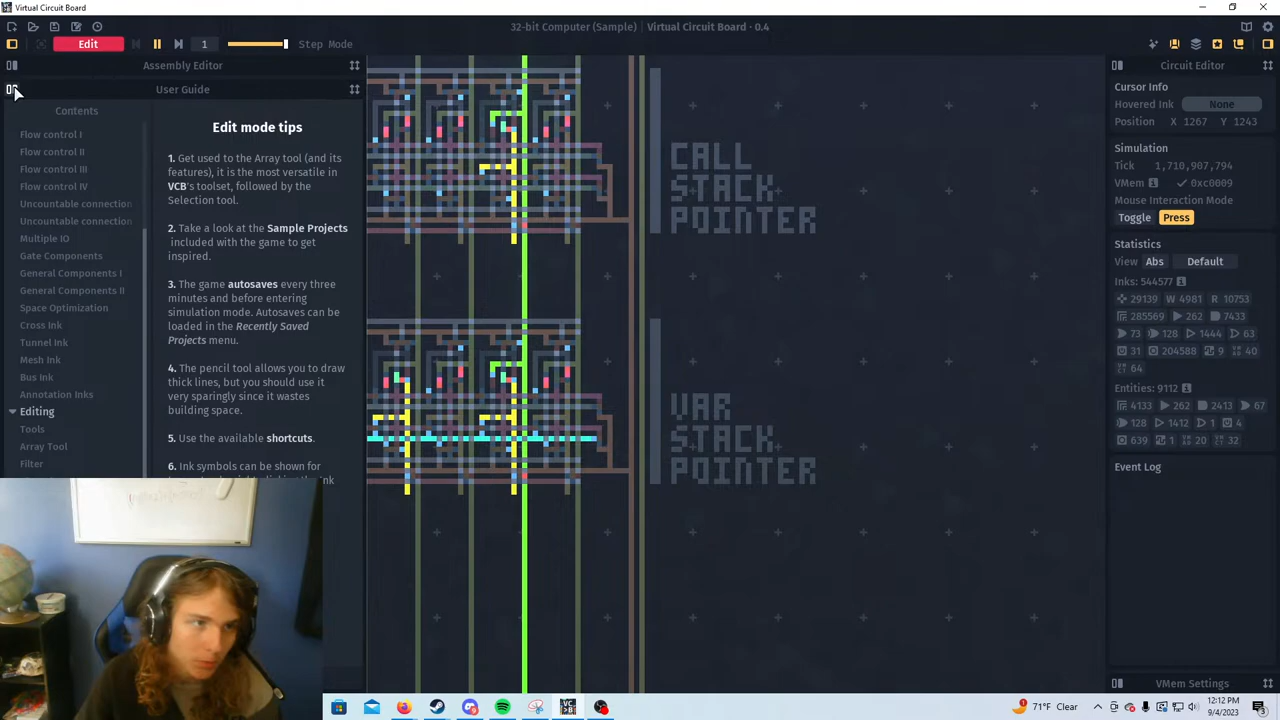 Virtual Circuit Board
32-bit Computer (Sample) Virtual Circuit Board - 0.4
Edit
1
Step Mode
Assembly Editor
User Guide
Contents
Flow control I
Flow control II
Flow control III
Flow control IV
Uncountable connection
Uncountable connection
Multiple IO
Gate Components
General Components I
General Components II
Space Optimization
Cross Ink
Tunnel Ink
Mesh Ink
Bus Ink
Annotation Inks
Editing
Tools
Array Tool
Filter
Edit mode tips
1. Get used to the Array tool (and its
features), it is the most versatile in
VCB's toolset, followed by the
Selection tool.
2. Take a look at the Sample Projects
included with the game to get
inspired.
3. The game autosaves every three
minutes and before entering
simulation mode. Autosaves can be
loaded in the Recently Saved
Projects menu.
4. The pencil tool allows you to draw
thick lines, but you should use it
very sparingly since it wastes
building space.
5. Use the available shortcuts.
6. Ink symbols can be shown for
CALL
STACK
POINTER
VAR
STACK
POINTER
Circuit Editor
Cursor Info
Hovered Ink None
Position X 1267 Y 1243
Simulation
Tick 1,710,907,794
VMem 0xc0009
Mouse Interaction Mode
Toggle Press
Statistics
View Abs Default
Inks: 544577
29139 W 4981 R 10753
285569 262 7433
73 128 1444 63
31 204588 9 40
64
Entities: 9112
4133 262 2413 67
128 1412 1 4
639 1 20 32
Event Log
VMem Settings
71°F Clear
12:12 PM
9/4/2023